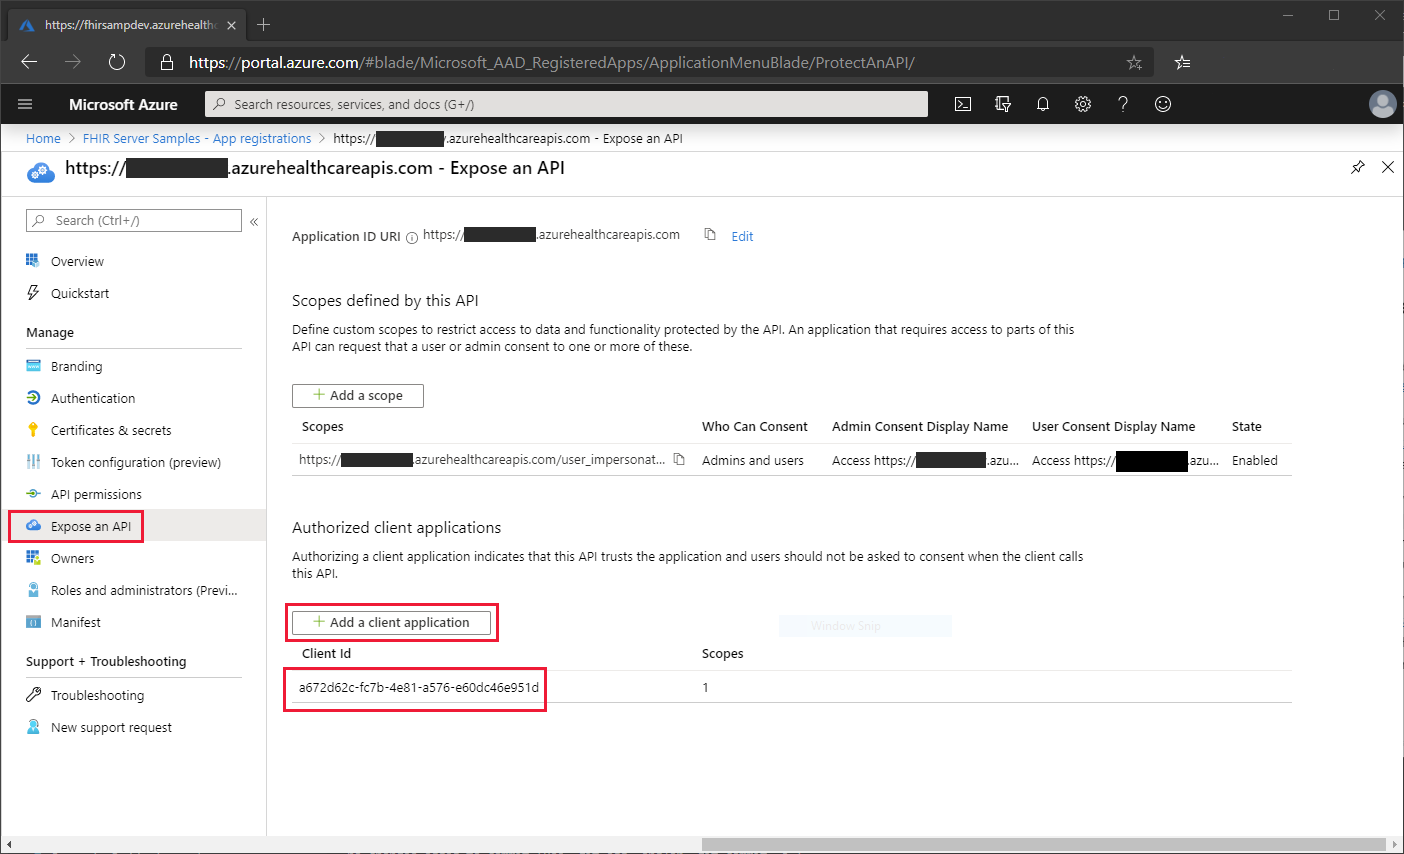 https://fhirsampdev.azurehealthc
https://portal.azure.com/#blade/Microsoft_AAD_RegisteredApps/ApplicationMenuBlade/ProtectAnAPI/
Microsoft Azure
Search resources, services, and docs (G+/)
Home > FHIR Server Samples - App registrations > https:// .azurehealthcareapis.com - Expose an API
https:// .azurehealthcareapis.com - Expose an API
Search (Ctrl+/)
Overview
Quickstart
Manage
Branding
Authentication
Certificates & secrets
Token configuration (preview)
API permissions
Expose an API
Owners
Roles and administrators (Previ...
Manifest
Support + Troubleshooting
Troubleshooting
New support request
Application ID URI https:// .azurehealthcareapis.com Edit
Scopes defined by this API
Define custom scopes to restrict access to data and functionality protected by the API. An application that requires access to parts of this
API can request that a user or admin consent to one or more of these.
+ Add a scope
Scopes Who Can Consent Admin Consent Display Name User Consent Display Name State
https:// .azurehealthcareapis.com/user_impersonat... Admins and users Access https:// .azu... Access https:// .azu... Enabled
Authorized client applications
Authorizing a client application indicates that this API trusts the application and users should not be asked to consent when the client calls
this API.
+ Add a client application
Window Snip
Client Id Scopes
a672d62c-fc7b-4e81-a576-e60dc46e951d 1